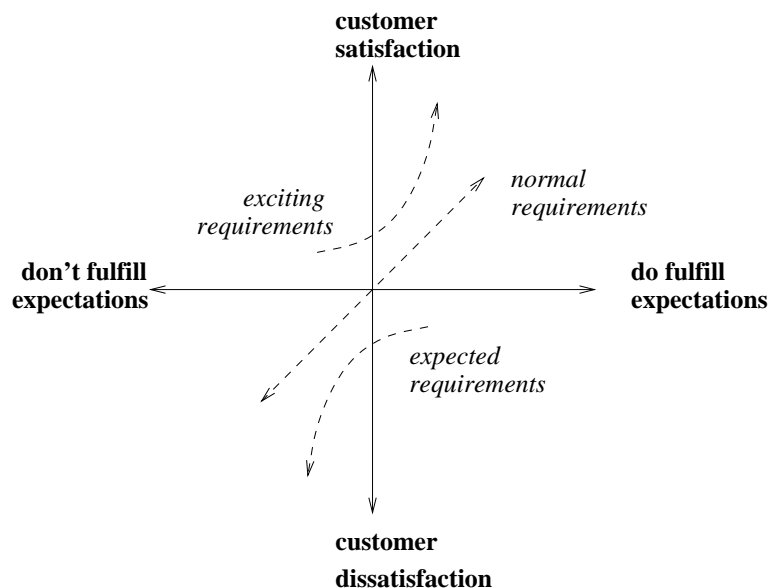 customer
satisfaction
exciting
requirements
normal
requirements
don't fulfill
expectations
do fulfill
expectations
expected
requirements
customer
dissatisfaction